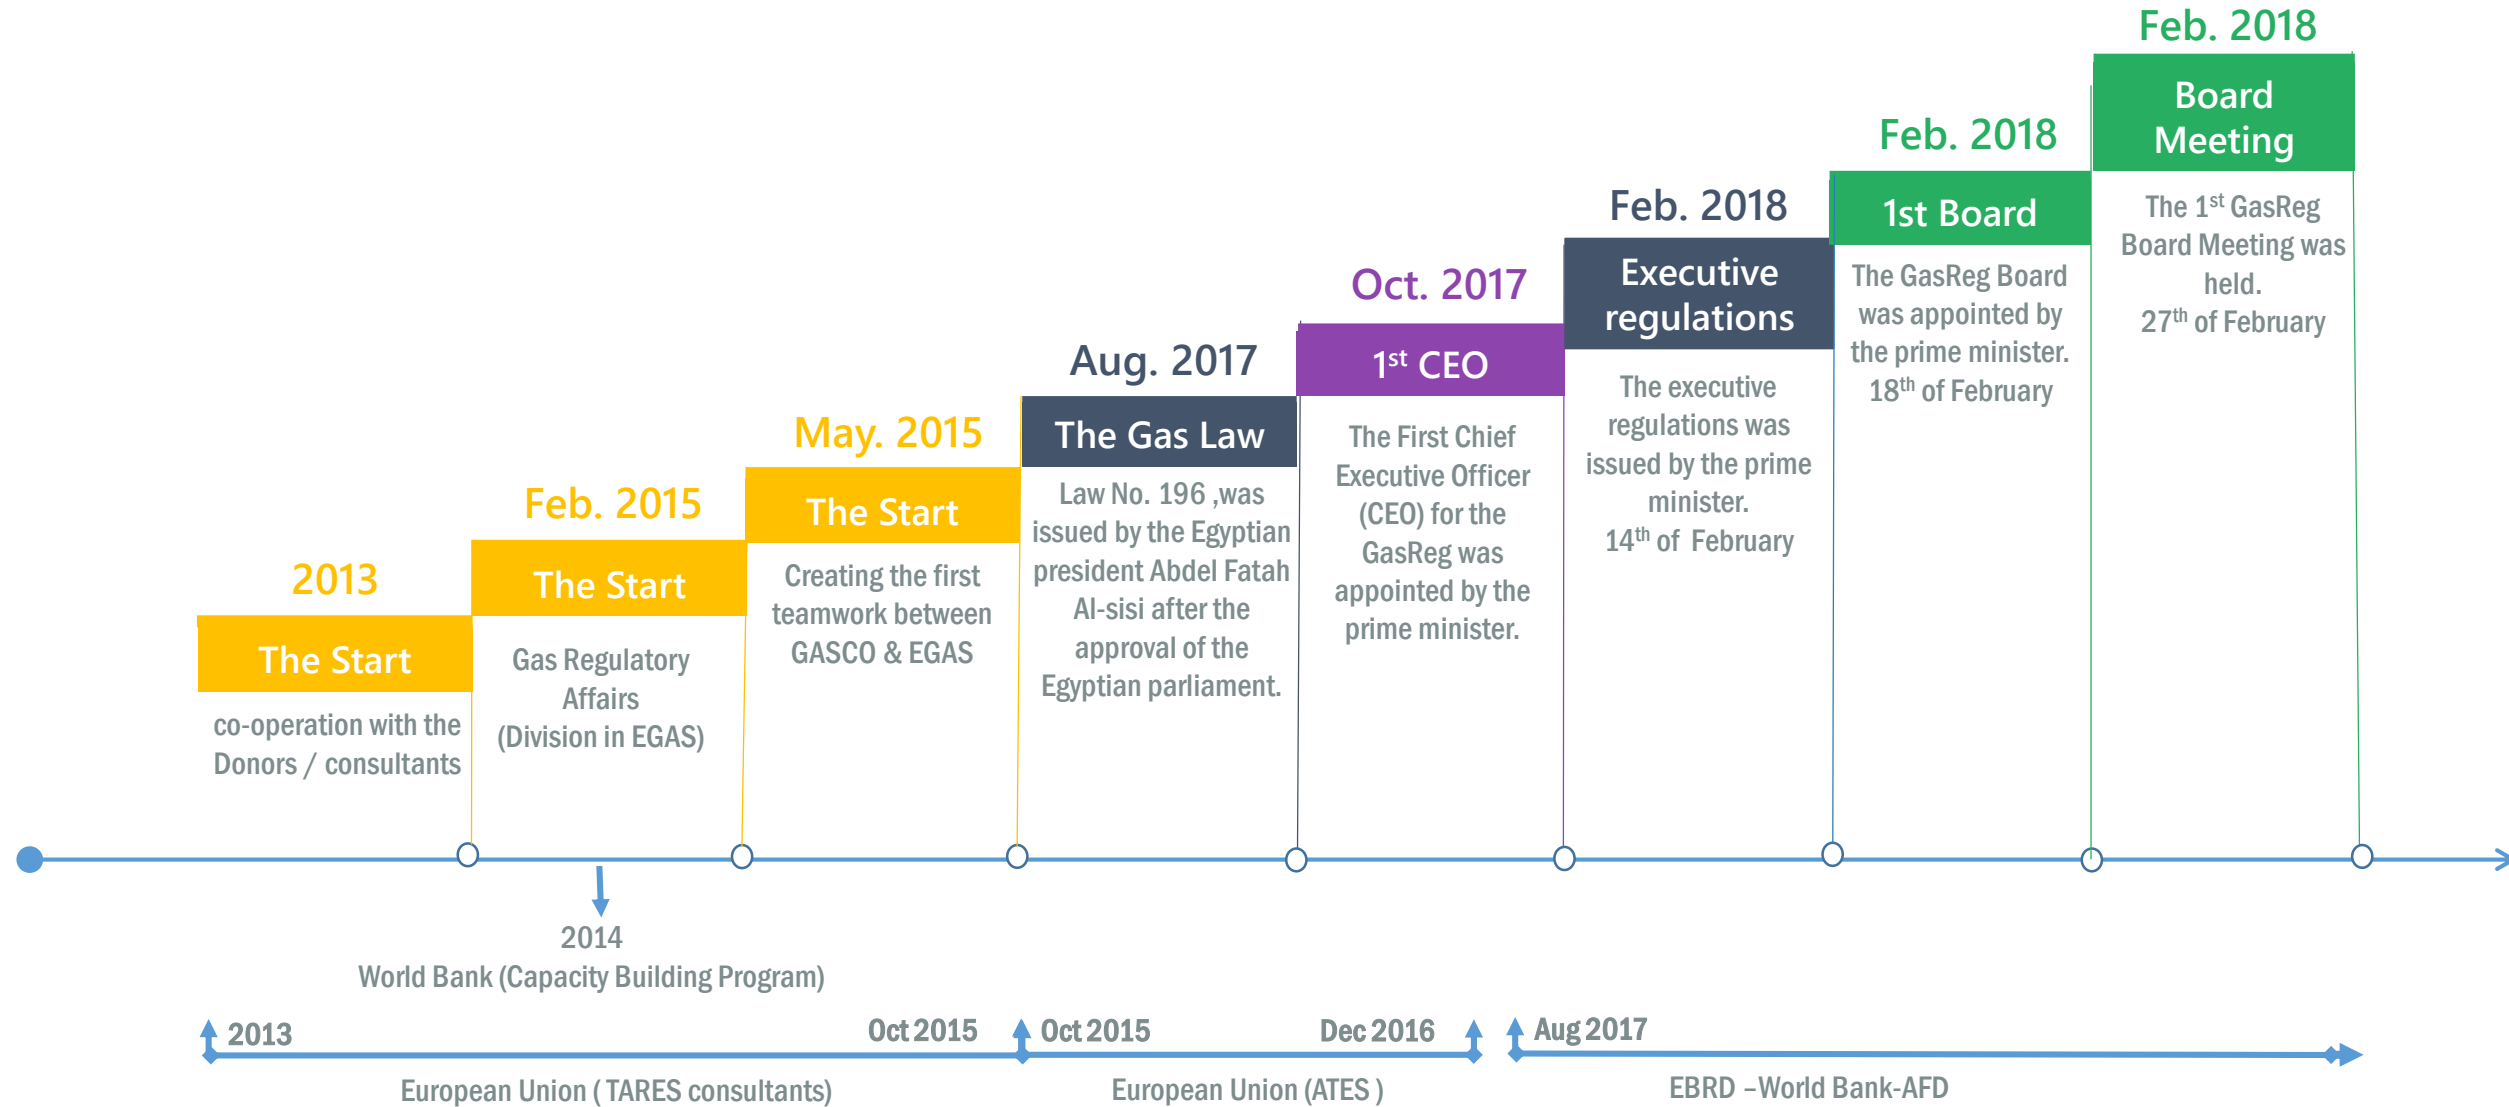 2013
The Start
co-operation with the
Donors / consultants
Feb. 2015
The Start
Gas Regulatory
Affairs
(Division in EGAS)
May. 2015
The Start
Creating the first
teamwork between
GASCO & EGAS
Aug. 2017
The Gas Law
Law No. 196 ,was
issued by the Egyptian
president Abdel Fatah
Al-sisi after the
approval of the
Egyptian parliament.
Oct. 2017
1st CEO
The First Chief
Executive Officer
(CEO) for the
GasReg was
appointed by the
prime minister.
Feb. 2018
Executive
regulations
The executive
regulations was
issued by the prime
minister.
14th of February
Feb. 2018
1st Board
The GasReg Board
was appointed by
the prime minister.
18th of February
Feb. 2018
Board
Meeting
The 1st GasReg
Board Meeting was
held.
27th of February
2014
World Bank (Capacity Building Program)
2013
Oct 2015
European Union ( TARES consultants)
Oct 2015
Dec 2016
European Union (ATES )
Aug 2017
EBRD –World Bank-AFD